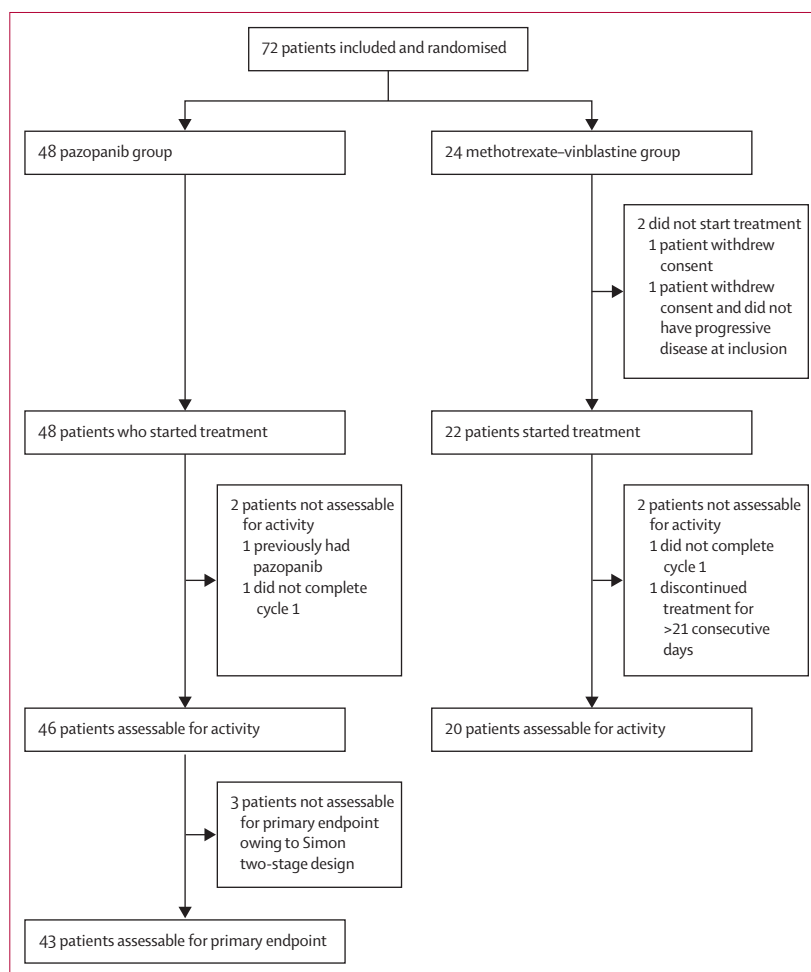 72 patients included and randomised
48 pazopanib group
24 methotrexate–vinblastine group
2 did not start treatment
1 patient withdrew
consent
1 patient withdrew
consent and did not
have progressive
disease at inclusion
48 patients who started treatment
22 patients started treatment
2 patients not assessable
for activity
1 previously had
pazopanib
1 did not complete
cycle 1
2 patients not assessable
for activity
1 did not complete
cycle 1
1 discontinued
treatment for
>21 consecutive
days
46 patients assessable for activity
20 patients assessable for activity
3 patients not assessable
for primary endpoint
owing to Simon
two-stage design
43 patients assessable for primary endpoint